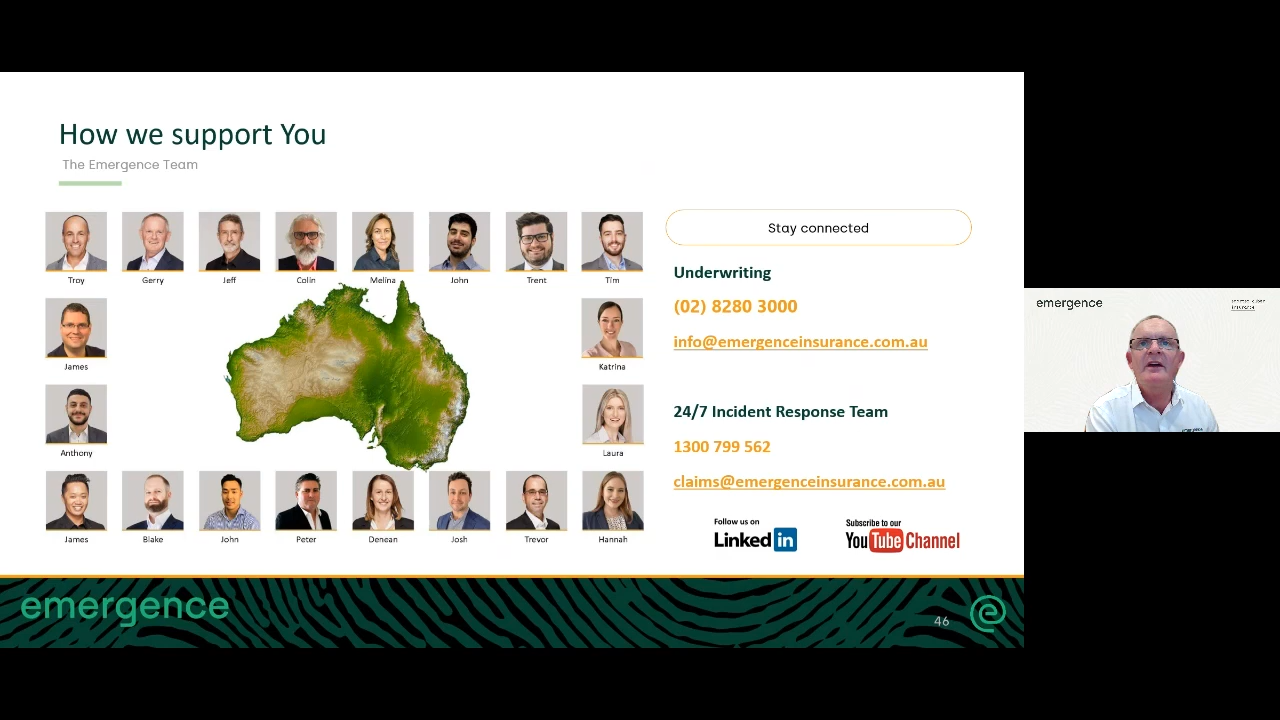 How we support You
The Emergence Team
Troy
Gerry
Jeff
Colin
Melina
John
Trent
Tim
James
Katrina
Anthony
Laura
James
Blake
John
Peter
Denean
Josh
Trevor
Hannah
Stay connected
Underwriting
(02) 8280 3000
info@emergenceinsurance.com.au
24/7 Incident Response Team
1300 799 562
claims@emergenceinsurance.com.au
Follow us on
Linked in
Subscribe to our
YouTube Channel
emergence
46
emergence